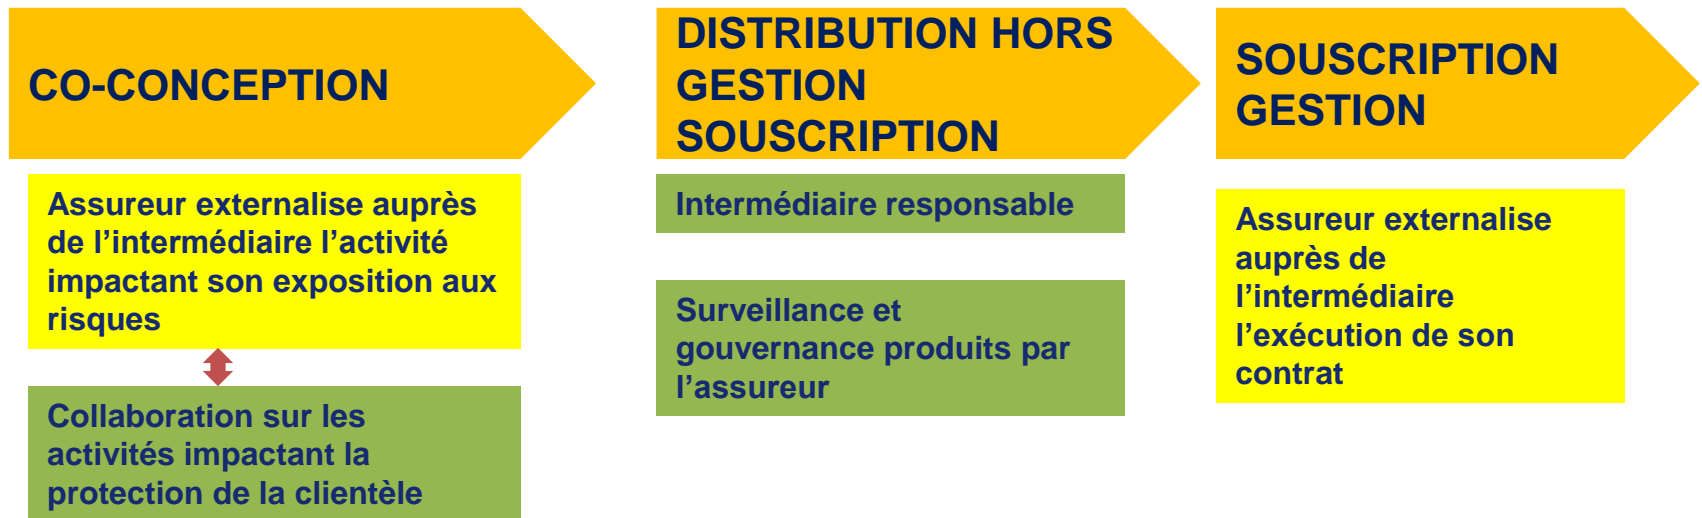 CO-CONCEPTION
Assureur externalise auprès
de l’intermédiaire l’activité
impactant son exposition aux
risques
Collaboration sur les
activités impactant la
protection de la clientèle
DISTRIBUTION HORS
GESTION
SOUSCRIPTION
Intermédiaire responsable
Surveillance et
gouvernance produits par
l’assureur
SOUSCRIPTION
GESTION
Assureur externalise
auprès de
l’intermédiaire
l’exécution de son
contrat